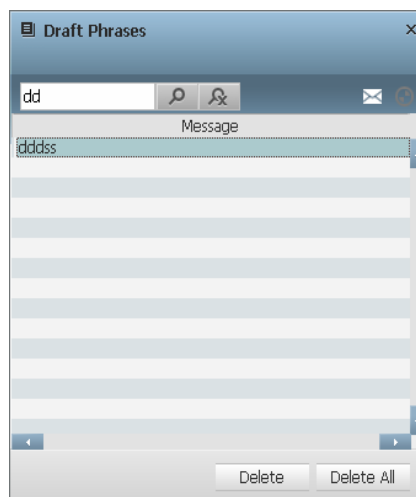 Draft Phrases
dd
Message
dddss
Delete
Delete All